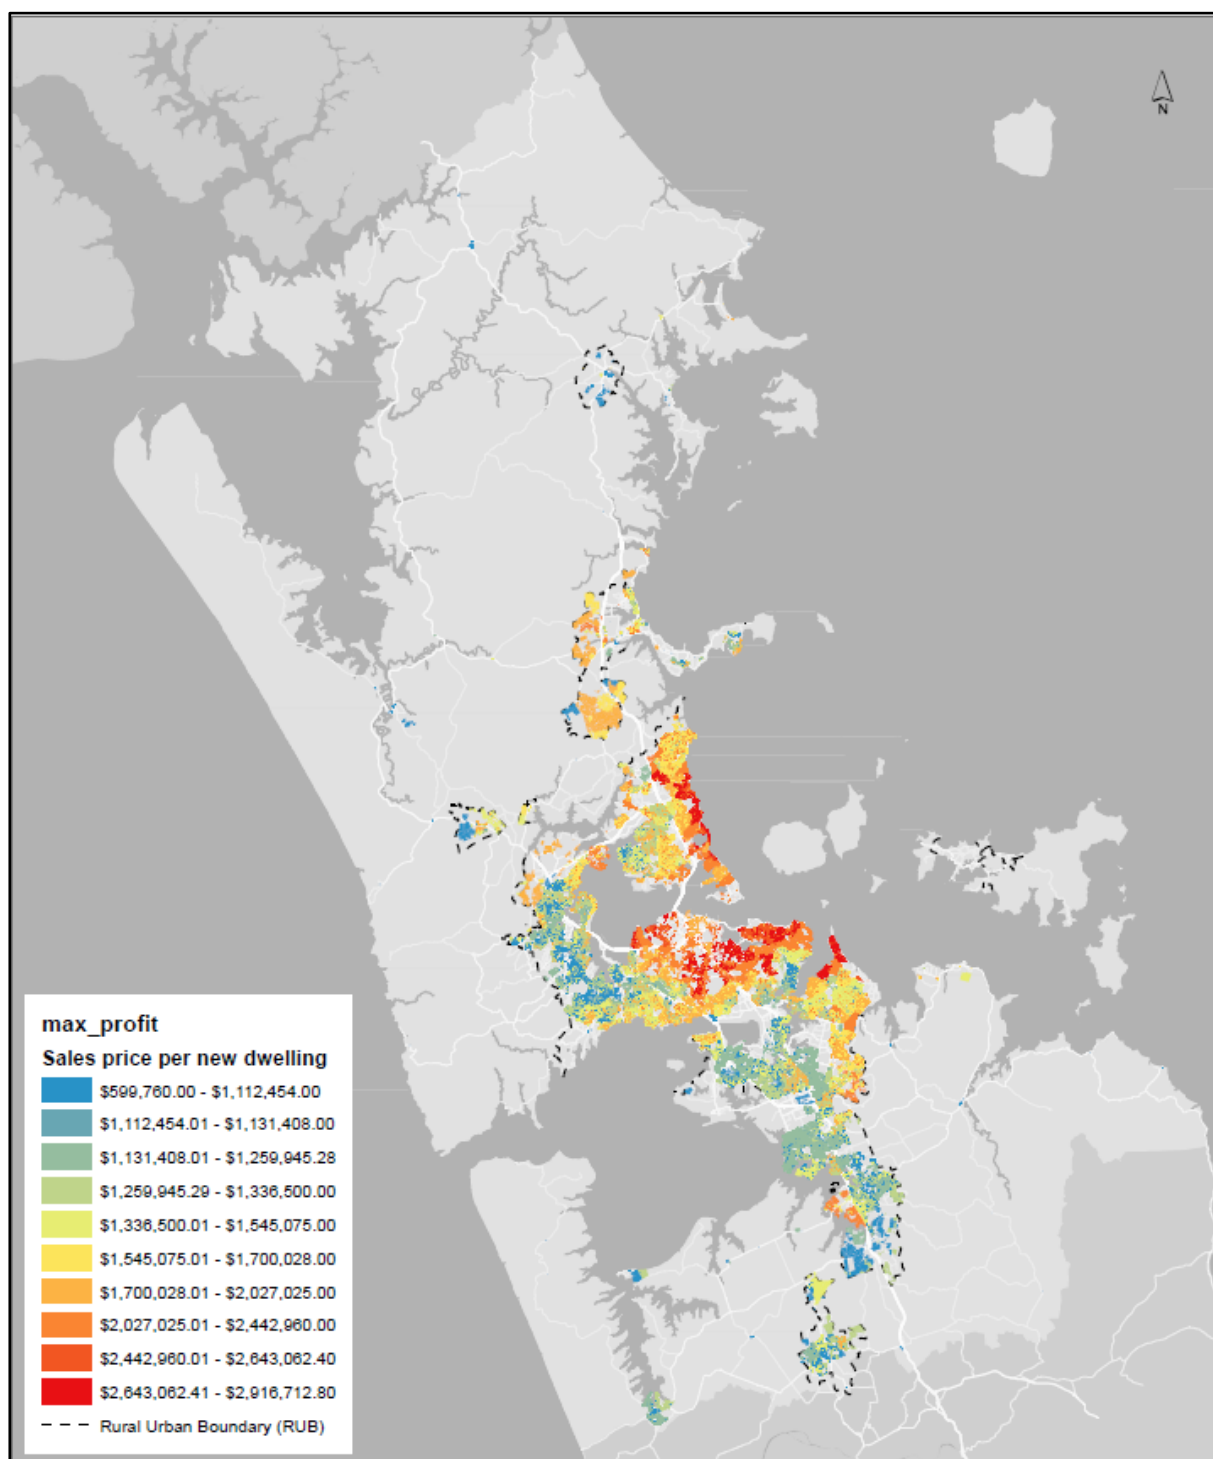 N
max_profit
Sales price per new dwelling
$599,760.00 - $1,112,454.00
$1,112,454.01 - $1,131,408.00
$1,131,408.01 - $1,259,945.28
$1,259,945.29 - $1,336,500.00
$1,336,500.01 - $1,545,075.00
$1,545,075.01 - $1,700,028.00
$1,700,028.01 - $2,027,025.00
$2,027,025.01 - $2,442,960.00
$2,442,960.01 - $2,643,062.40
$2,643,062.41 - $2,916,712.80
Rural Urban Boundary (RUB)